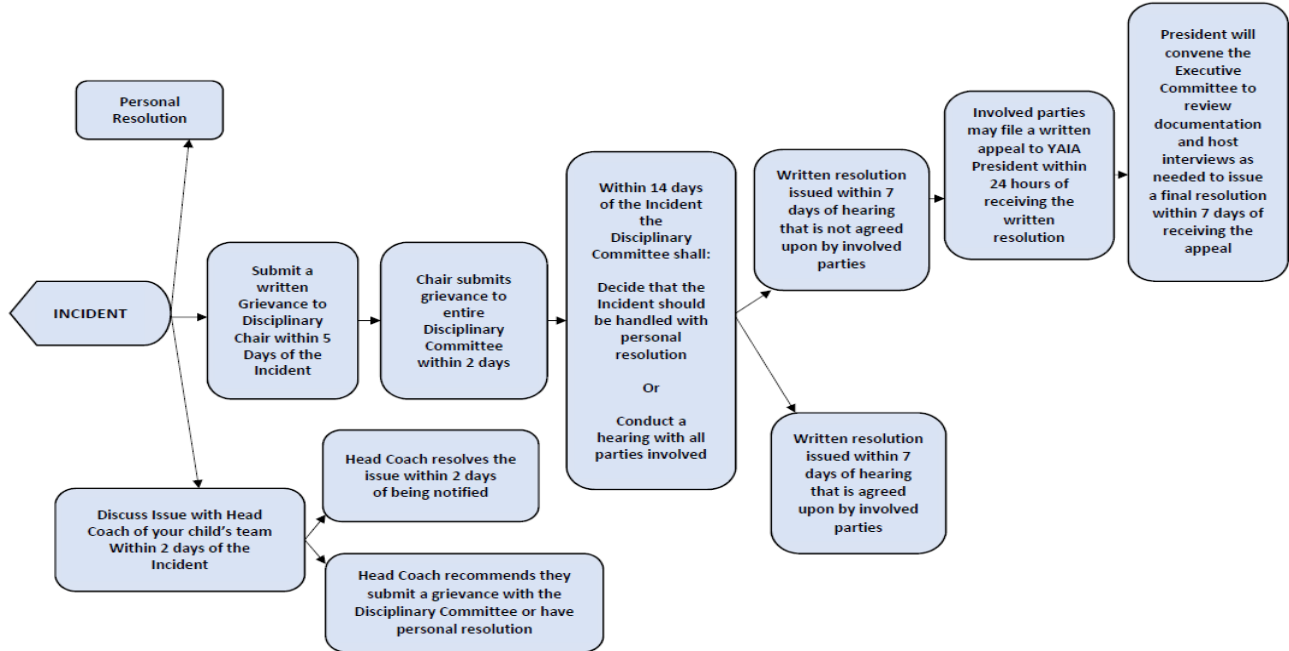 INCIDENT
Personal
Resolution
Submit a
written
Grievance to
Disciplinary
Chair within 5
Days of the
Incident
Chair submits
grievance to
entire
Disciplinary
Committee
within 2 days
Within 14 days
of the Incident
the
Disciplinary
Committee shall:
Decide that the
Incident should
be handled with
personal
resolution
Or
Conduct a
hearing with all
parties involved
Written resolution
issued within 7
days of hearing
that is not agreed
upon by involved
parties
Involved parties
may file a written
appeal to YAIA
President within
24 hours of
receiving the
written
resolution
President will
convene the
Executive
Committee to
review
documentation
and host
interviews as
needed to issue
a final resolution
within 7 days of
receiving the
appeal
Written resolution
issued within 7
days of hearing
that is agreed
upon by involved
parties
Discuss Issue with Head
Coach of your child’s team
Within 2 days of the
Incident
Head Coach resolves the
issue within 2 days
of being notified
Head Coach recommends they
submit a grievance with the
Disciplinary Committee or have
personal resolution